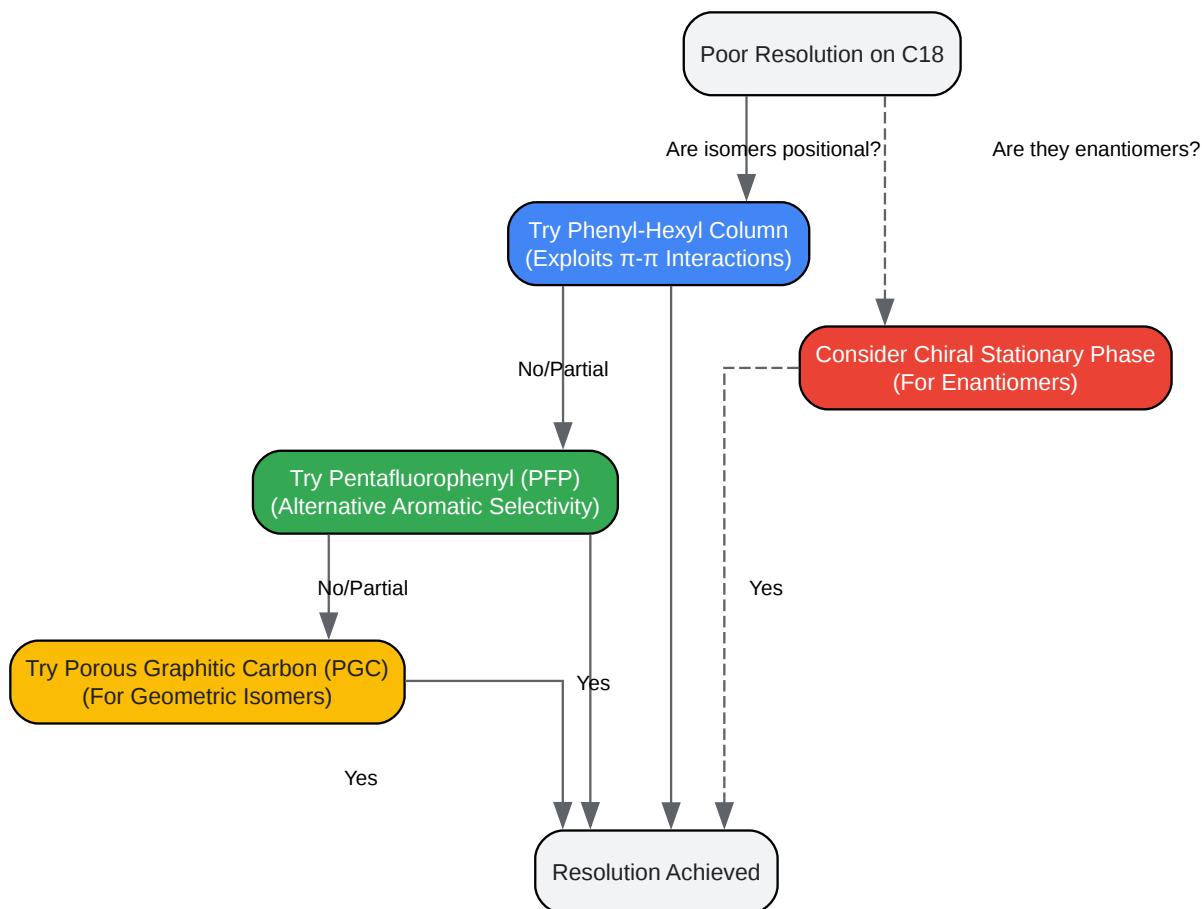 Poor Resolution on C18
Are isomers positional?
Are they enantiomers?
Try Phenyl-Hexyl Column
(Exploits π-π Interactions)
Consider Chiral Stationary Phase
(For Enantiomers)
No/Partial
Try Pentafluorophenyl (PFP)
(Alternative Aromatic Selectivity)
No/Partial
Yes
Try Porous Graphitic Carbon (PGC)
(For Geometric Isomers)
Yes
Yes
Resolution Achieved